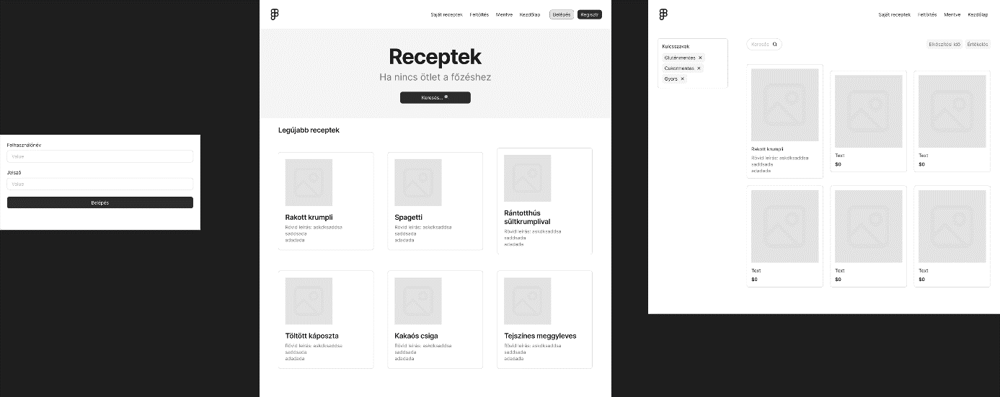 Felhasználónév
Value
Jelszó
Value
Belépés
Saját receptek Feltöltés Mentve Kezdőlap Belépés Regisztr
Receptek
Ha nincs ötlet a főzéshez
Keresés...
Legújabb receptek
Rakott krumpli
Rövid leírás: askdksaddsa
saddsada
adadada
Spagetti
Rövid leírás: askdksaddsa
saddsada
adadada
Rántotthús
sültkrumplival
Rövid leírás: askdksaddsa
saddsada
adadada
Töltött káposzta
Rövid leírás: askdksaddsa
saddsada
adadada
Kakaós csiga
Rövid leírás: askdksaddsa
saddsada
adadada
Tejszínes meggyleves
Rövid leírás: askdksaddsa
saddsada
adadada
Saját receptek Feltöltés Mentve Kezdőlap
Kulcsszavak
Gluténmentes
Cukormentes
Gyors
Keresés
Elkészítési idő Értékelés
Rakott krumpli
Rövid leírás: askdksaddsa
saddsada
adadada
Text
$0
Text
$0
Text
$0
Text
$0
Text
$0